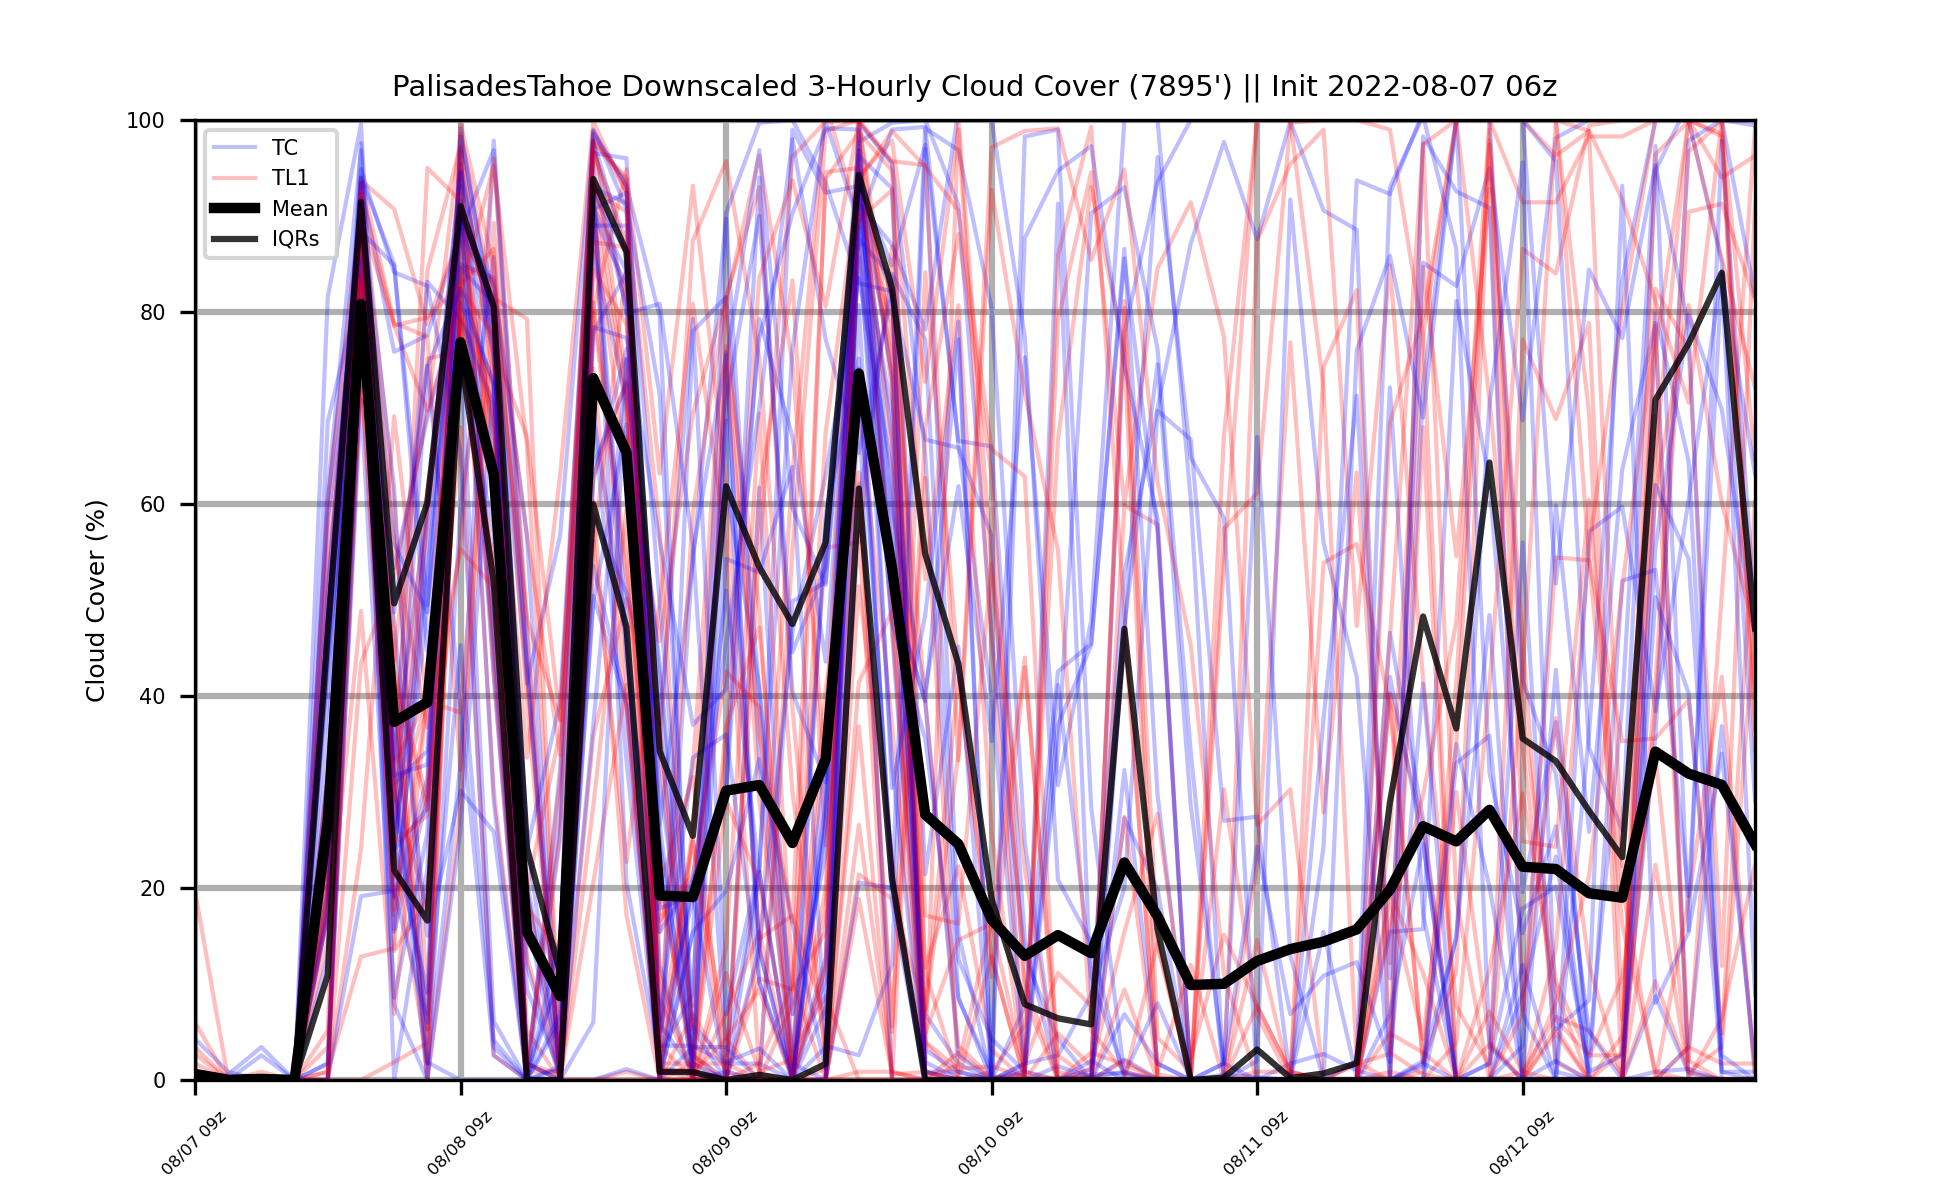 PalisadesTahoe Downscaled 3-Hourly Cloud Cover (7895') || Init 2022-08-07 06z
TC
TL1
Mean
IQRs
Cloud Cover (%)
100
80
60
40
20
0
08/07 09z
08/08 09z
08/09 09z
08/10 09z
08/11 09z
08/12 09z